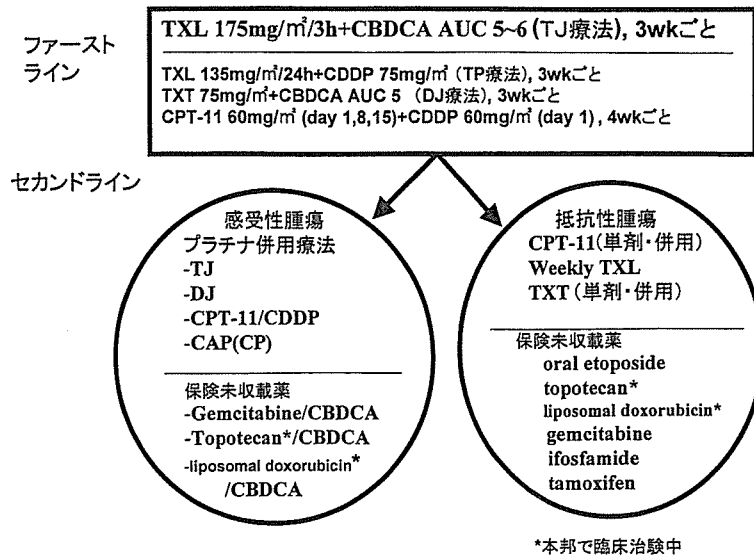 ファースト
ライン
TXL 175mg/㎡/3h+CBDCA AUC 5~6 (TJ療法), 3wkごと
TXL 135mg/㎡/24h+CDDP 75mg/㎡ (TP療法), 3wkごと
TXT 75mg/㎡+CBDCA AUC 5 (DJ療法), 3wkごと
CPT-11 60mg/㎡ (day 1,8,15)+CDDP 60mg/㎡ (day 1) , 4wkごと
セカンドライン
感受性腫瘍
プラチナ併用療法
-TJ
-DJ
-CPT-11/CDDP
-CAP(CP)
保険未収載薬
-Gemcitabine/CBDCA
-Topotecan*/CBDCA
-liposomal doxorubicin*
/CBDCA
抵抗性腫瘍
CPT-11(単剤・併用)
Weekly TXL
TXT (単剤・併用)
保険未収載薬
oral etoposide
topotecan*
liposomal doxorubicin*
gemcitabine
ifosfamide
tamoxifen
*本邦で臨床治験中